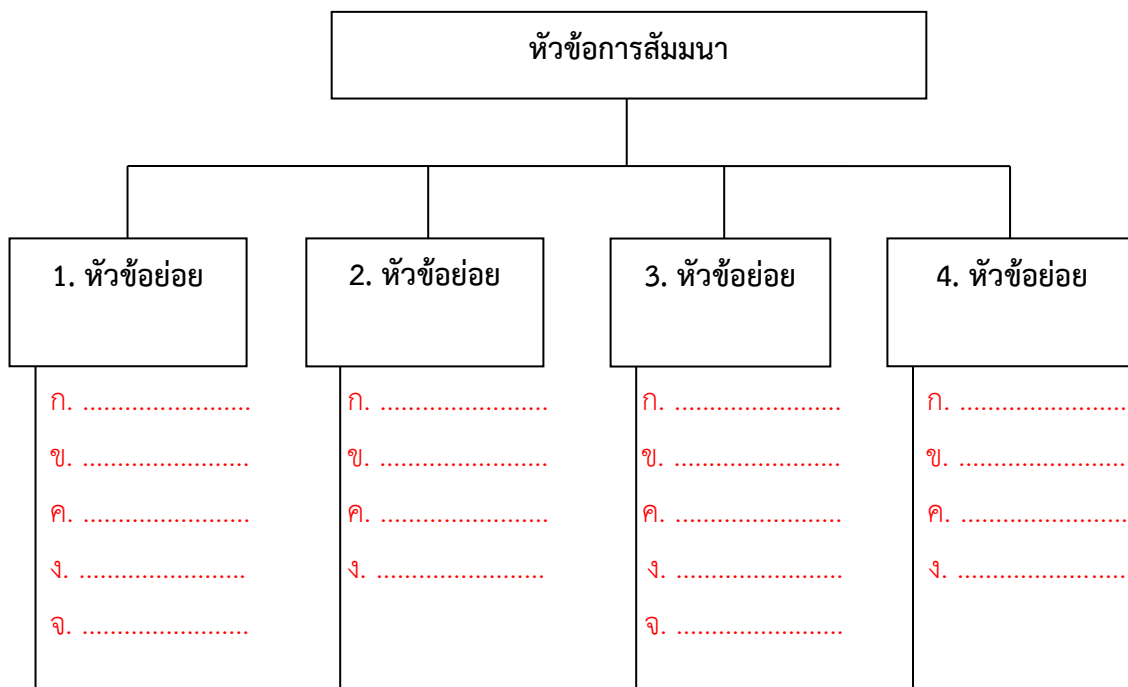 หัวข้อการสัมมนา
1. หัวข้อย่อย
2. หัวข้อย่อย
3. หัวข้อย่อย
4. หัวข้อย่อย
ก. ........................
ข. ........................
ค. ........................
ง. ........................
จ. ........................
ก. ........................
ข. ........................
ค. ........................
ง. ........................
ก. ........................
ข. ........................
ค. ........................
ง. ........................
จ. ........................
ก. ........................
ข. ........................
ค. ........................
ง. ........................